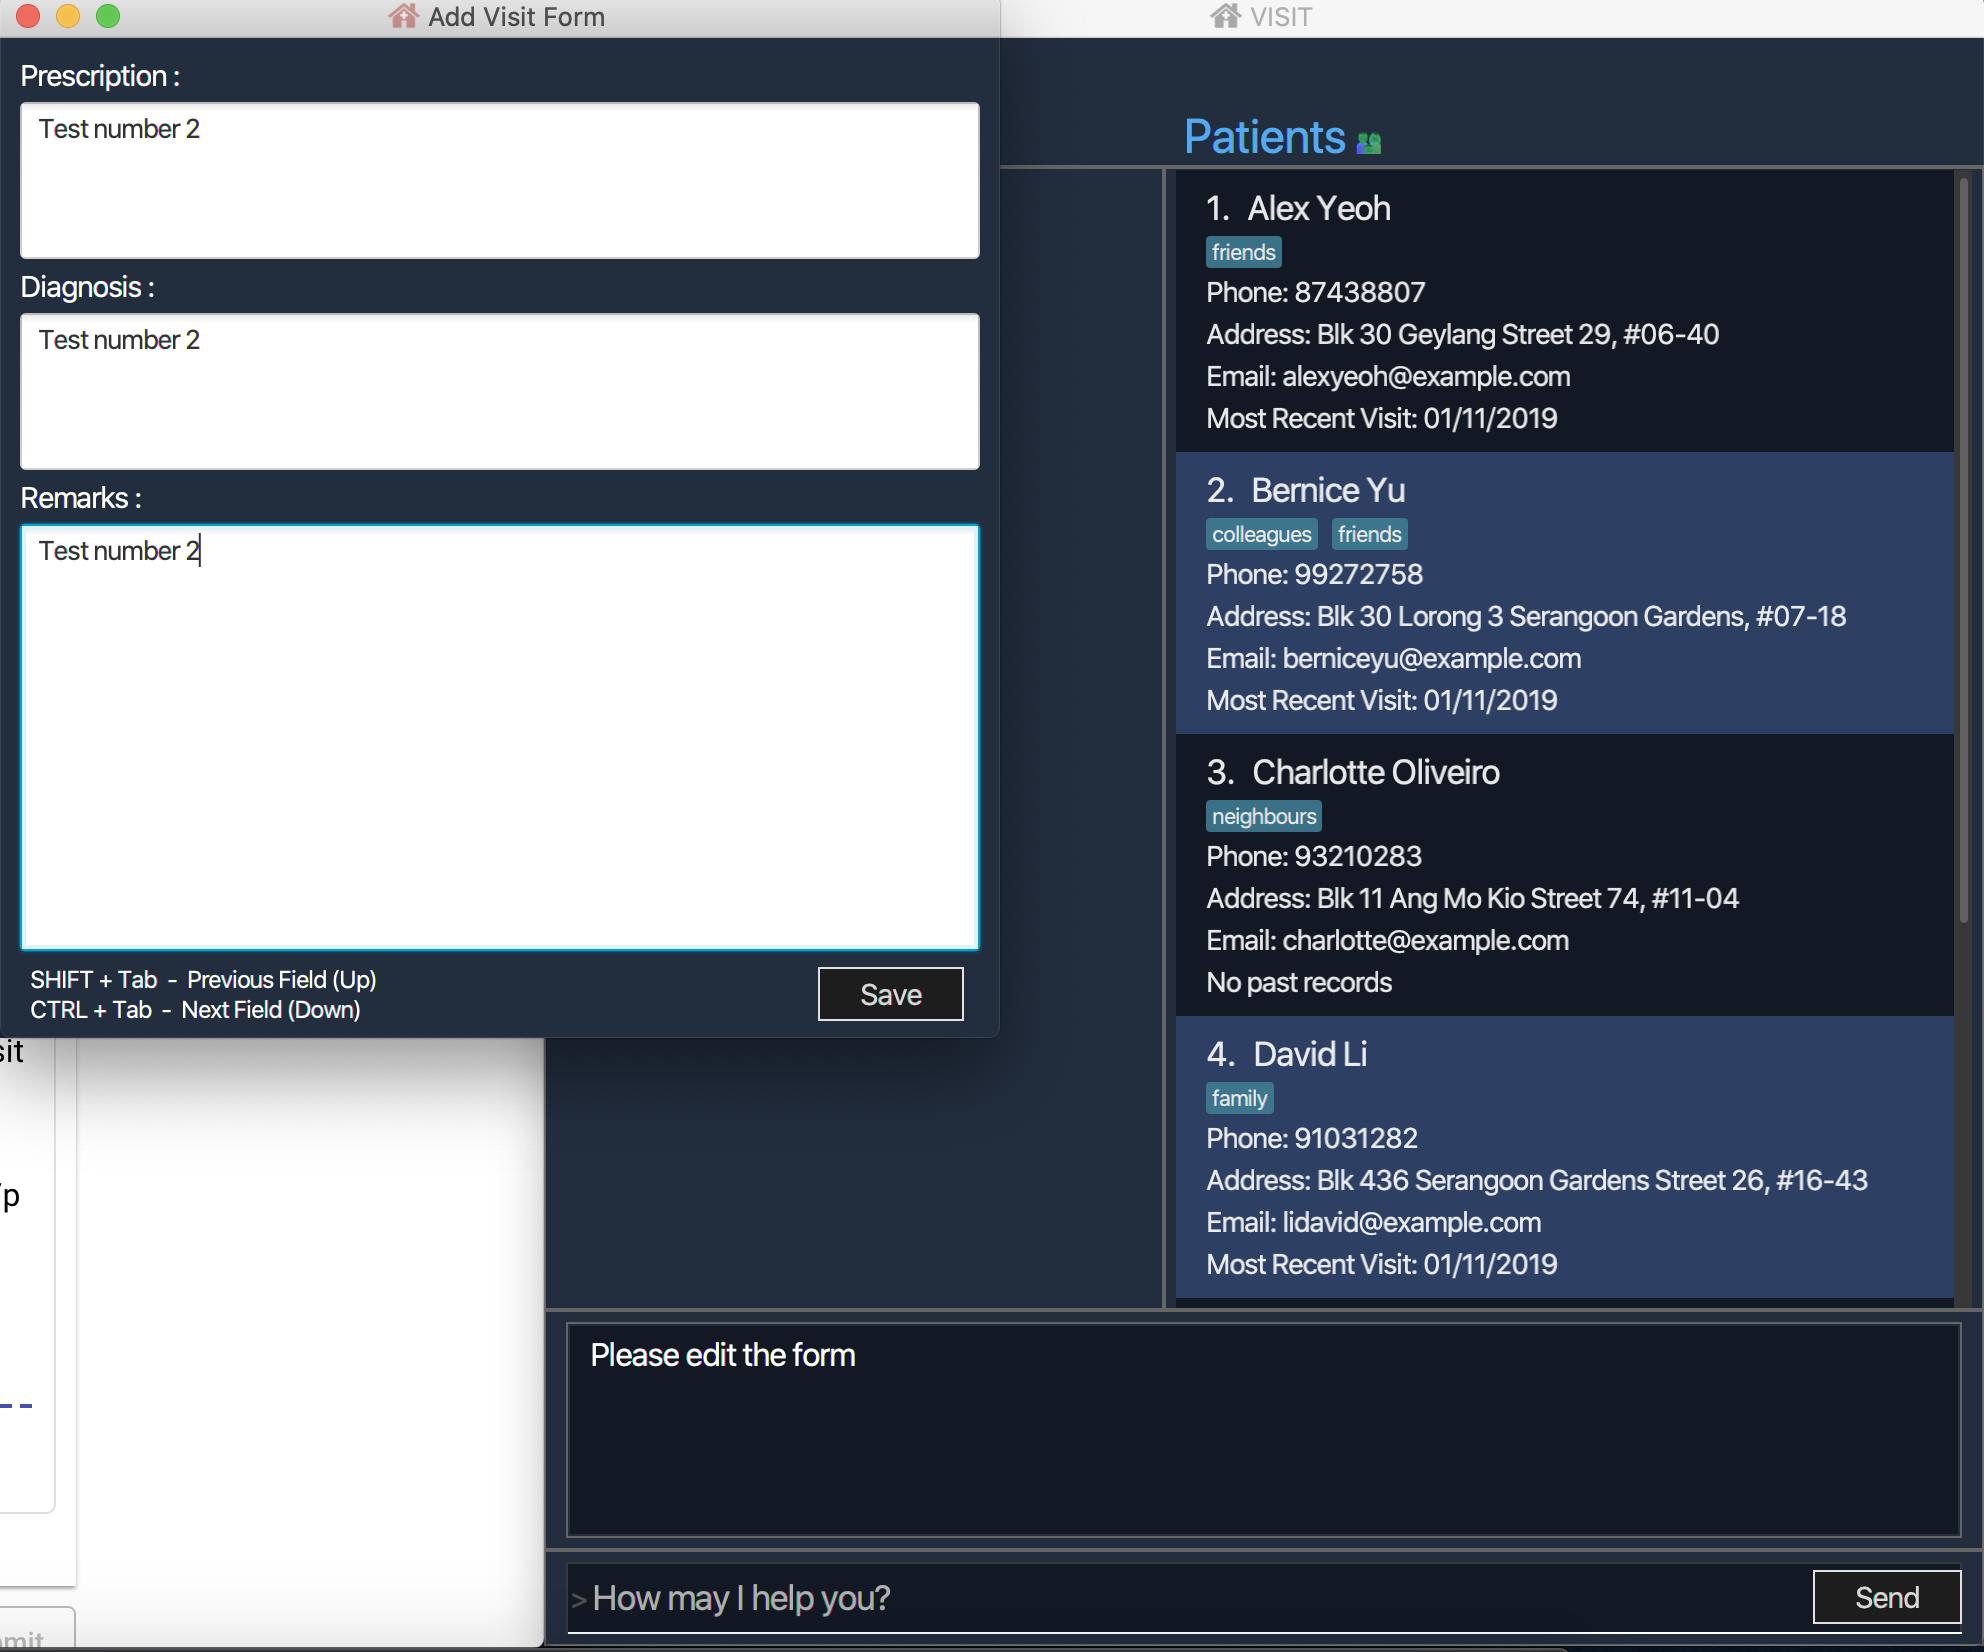 Add Visit Form
Prescription :
Test number 2
Diagnosis :
Test number 2
Remarks :
Test number 2
SHIFT + Tab - Previous Field (Up)
CTRL + Tab - Next Field (Down)
Save
VISIT
Patients
1. Alex Yeoh
friends
Phone: 87438807
Address: Blk 30 Geylang Street 29, #06-40
Email: alexyeoh@example.com
Most Recent Visit: 01/11/2019
2. Bernice Yu
colleagues friends
Phone: 99272758
Address: Blk 30 Lorong 3 Serangoon Gardens, #07-18
Email: berniceyu@example.com
Most Recent Visit: 01/11/2019
3. Charlotte Oliveiro
neighbours
Phone: 93210283
Address: Blk 11 Ang Mo Kio Street 74, #11-04
Email: charlotte@example.com
No past records
4. David Li
family
Phone: 91031282
Address: Blk 436 Serangoon Gardens Street 26, #16-43
Email: lidavid@example.com
Most Recent Visit: 01/11/2019
Please edit the form
> How may I help you?
Send